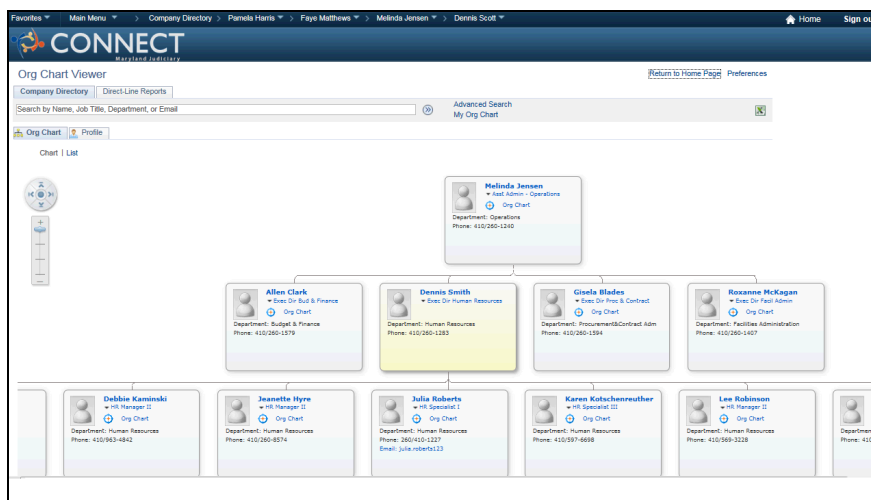 Favorites Main Menu > Company Directory > Pamela Harris > Faye Matthews > Melinda Jensen > Dennis Scott Home Sign ou
CONNECT
Maryland Judiciary
Org Chart Viewer Return to Home Page Preferences
Company Directory Direct-Line Reports
Search by Name, Job Title, Department, or Email Advanced Search
My Org Chart
Org Chart Profile
Chart | List
Melinda Jensen
Asst Admin - Operations
Org Chart
Department: Operations
Phone: 410/260-1240
Allen Clark
Exec Dir Bud & Finance
Org Chart
Department: Budget & Finance
Phone: 410/260-1579
Dennis Smith
Exec Dir Human Resources
Org Chart
Department: Human Resources
Phone: 410/260-1283
Gisela Blades
Exec Dir Proc & Contract
Org Chart
Department: Procurement&Contract Adm
Phone: 410/260-1594
Roxanne McKagan
Exec Dir Facil Admin
Org Chart
Department: Facilities Administration
Phone: 410/260-1407
Debbie Kaminski
HR Manager II
Org Chart
Department: Human Resources
Phone: 410/963-4842
Jeanette Hyre
HR Manager II
Org Chart
Department: Human Resources
Phone: 410/260-6574
Julia Roberts
HR Specialist I
Org Chart
Department: Human Resources
Phone: 260/410-1227
Email: julia.roberts123
Karen Kotschenreuther
HR Specialist III
Org Chart
Department: Human Resources
Phone: 410/597-6698
Lee Robinson
HR Manager II
Org Chart
Department: Human Resources
Phone: 410/569-3228
Departmen
Phone: 410